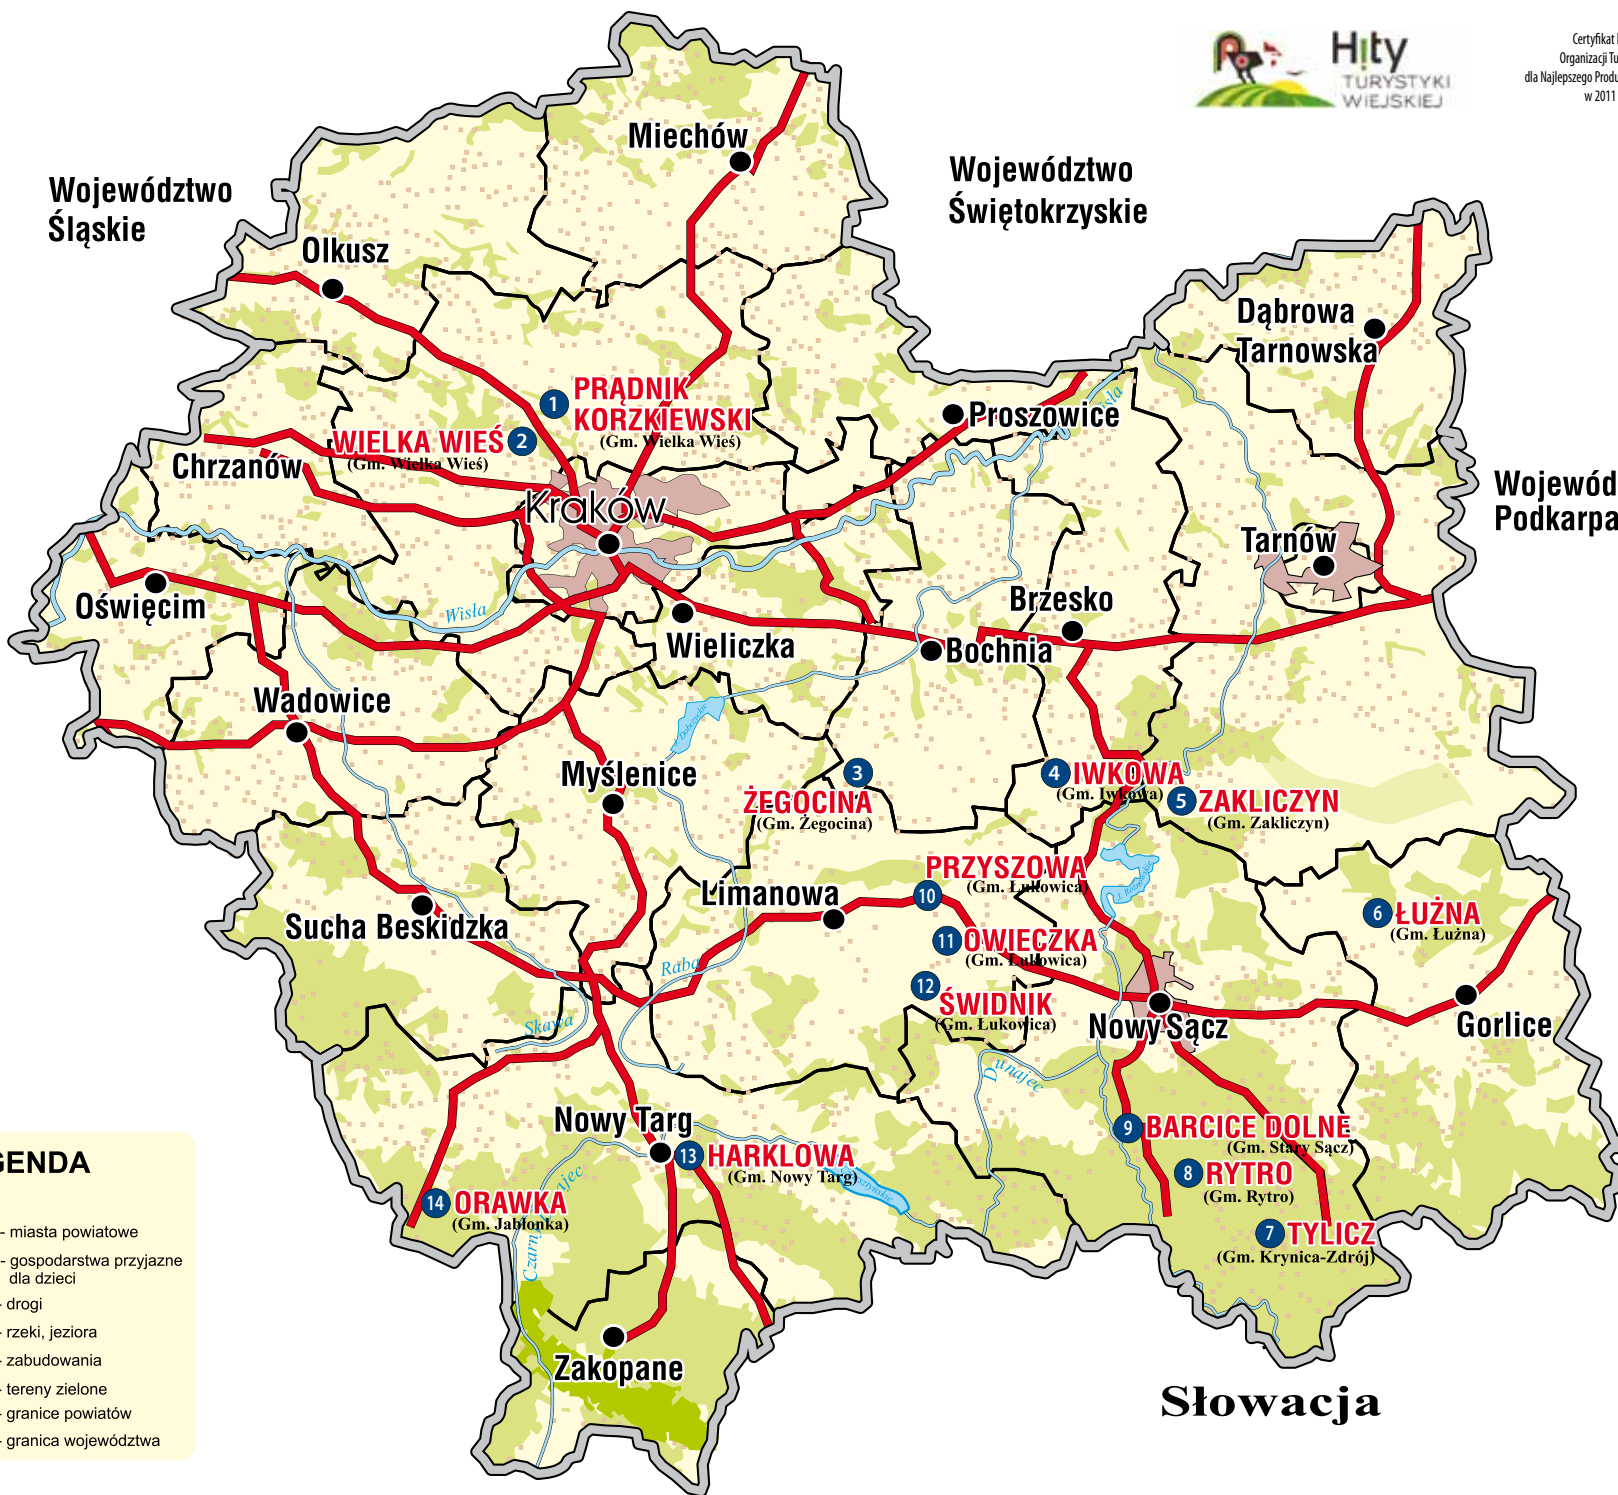 H!ty
TURYSTYKI
WIEJSKIEJ
Certyfikat
Organizacji
dla Najlepszego
w 2011
Województwo
Śląskie
Województwo
Świętokrzyskie
Miechów
Olkusz
Dąbrowa
Tarnowska
1 PRĄDNIK
KORZKIEWSKI
(Gm. Wielka Wieś)
WIELKA WIEŚ 2
(Gm. Wielka Wieś)
Proszowice
Chrzanów
Kraków
Tarnów
Oświęcim
Wisła
Wieliczka
Brzesko
Bochnia
Wadowice
Dobczyckie
Myślenice
3
ŻEGOCINA
(Gm. Żegocina)
4 IWKOWA
(Gm. Iwkowa)
5 ZAKLICZYN
(Gm. Zakliczyn)
PRZYSZOWA
(Gm. Łukowica)
10
Limanowa
Sucha Beskidzka
6 ŁUŻNA
(Gm. Łużna)
11 OWIECZKA
(Gm. Łukowica)
Raba
12
ŚWIDNIK
(Gm. Łukowica)
Skawa
Nowy Sącz
Gorlice
Dunajec
Nowy Targ
9 BARCICE DOLNE
(Gm. Stary Sącz)
13 HARKLOWA
(Gm. Nowy Targ)
8 RYTRO
(Gm. Rytro)
14 ORAWKA
(Gm. Jabłonka)
7 TYLICZ
(Gm. Krynica-Zdrój)
Zakopane
Słowacja
GENDA
- miasta powiatowe
- gospodarstwa przyjazne
dla dzieci
- drogi
- rzeki, jeziora
- zabudowania
- tereny zielone
- granice powiatów
- granica województwa